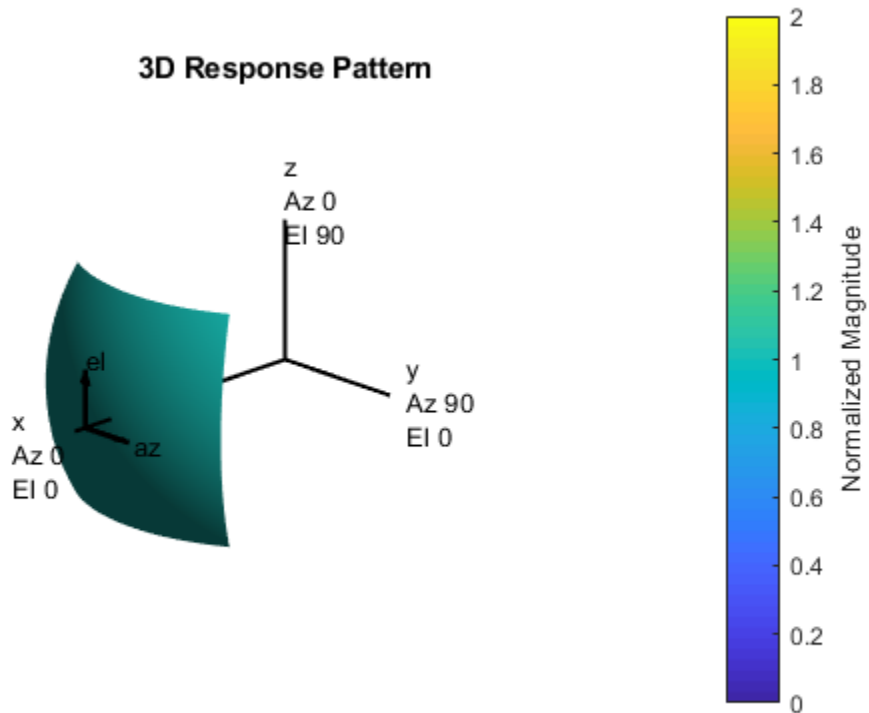 3D Response Pattern
z
Az 0
El 90
y
Az 90
El 0
el
az
x
Az 0
El 0
2
1.8
1.6
1.4
1.2
1
0.8
0.6
0.4
0.2
0
Normalized Magnitude